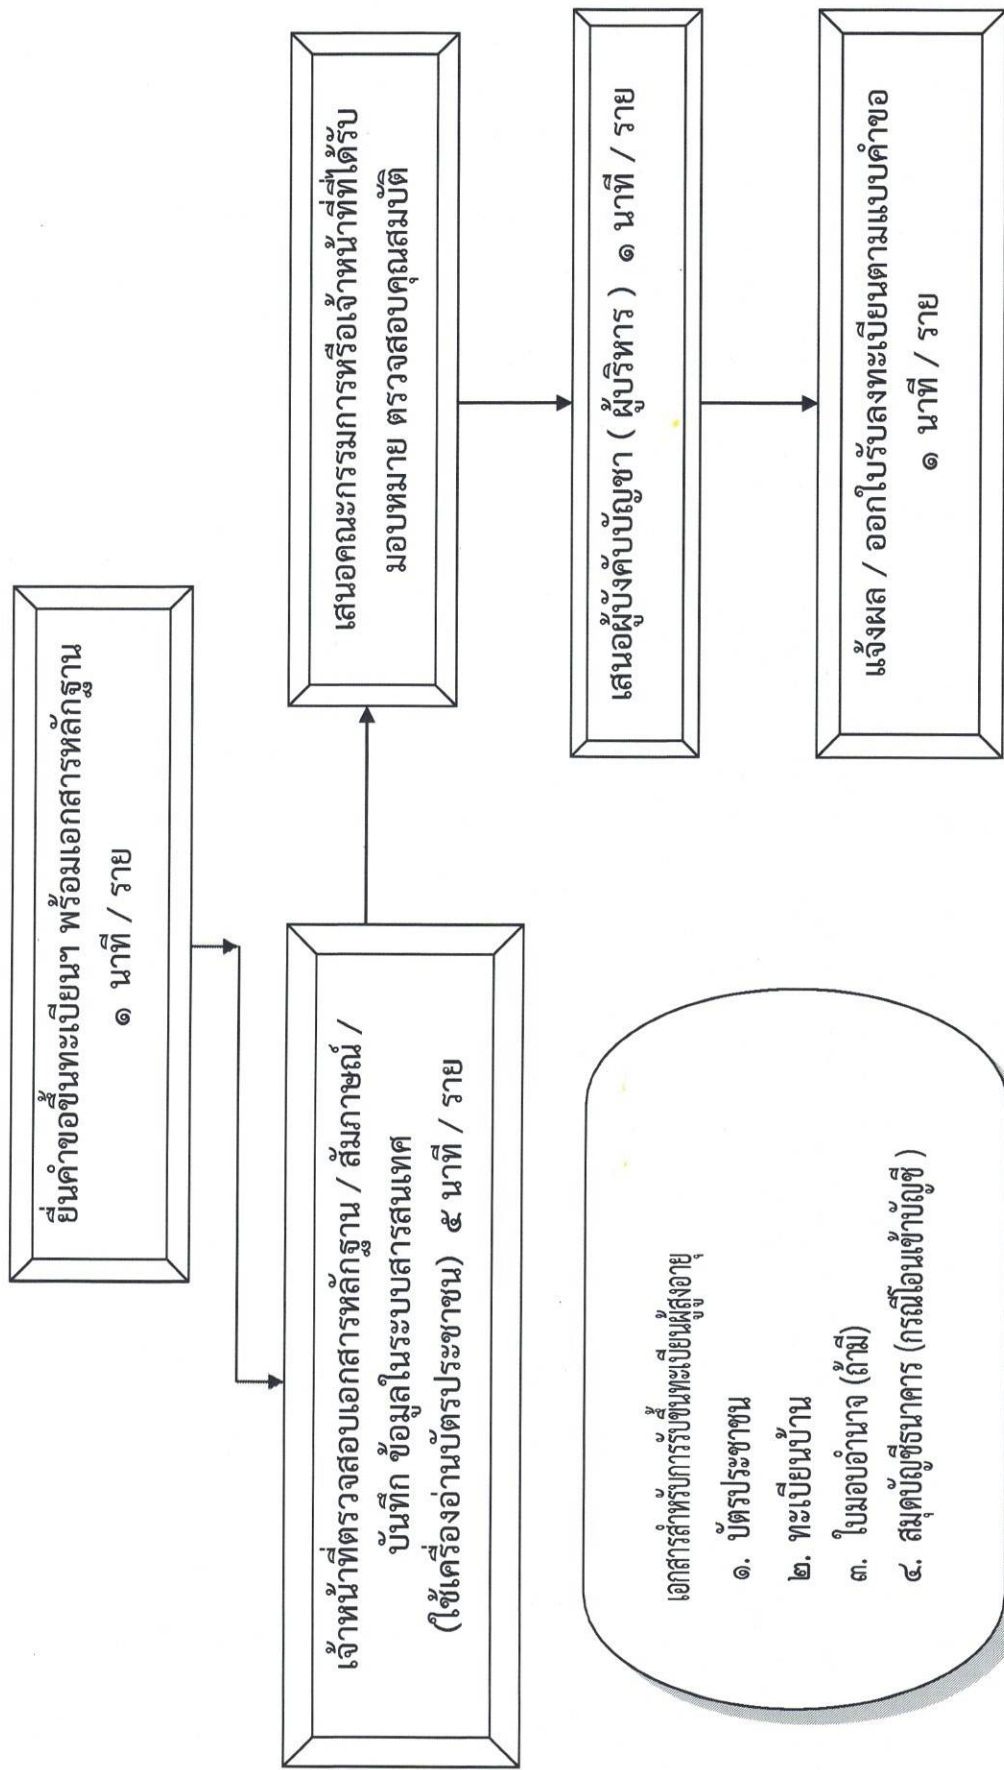 ยื่นคำขอขึ้นทะเบียนฯ พร้อมเอกสารหลักฐาน
๑ นาที / ราย
เจ้าหน้าที่ตรวจสอบเอกสารหลักฐาน / สัมภาษณ์ /
บันทึก ข้อมูลในระบบสารสนเทศ
(ใช้เครื่องอ่านบัตรประชาชน) ๕ นาที / ราย
เสนอคณะกรรมการหรือเจ้าหน้าที่ที่ได้รับ
มอบหมาย ตรวจสอบคุณสมบัติ
เสนอผู้บังคับบัญชา ( ผู้บริหาร ) ๑ นาที / ราย
แจ้งผล / ออกใบรับลงทะเบียนตามแบบคำขอ
๑ นาที / ราย
เอกสารสำหรับการรับขึ้นทะเบียนผู้สูงอายุ
๑. บัตรประชาชน
๒. ทะเบียนบ้าน
๓. ใบมอบอำนาจ (ถ้ามี)
๔. สมุดบัญชีธนาคาร (กรณีโอนเข้าบัญชี )